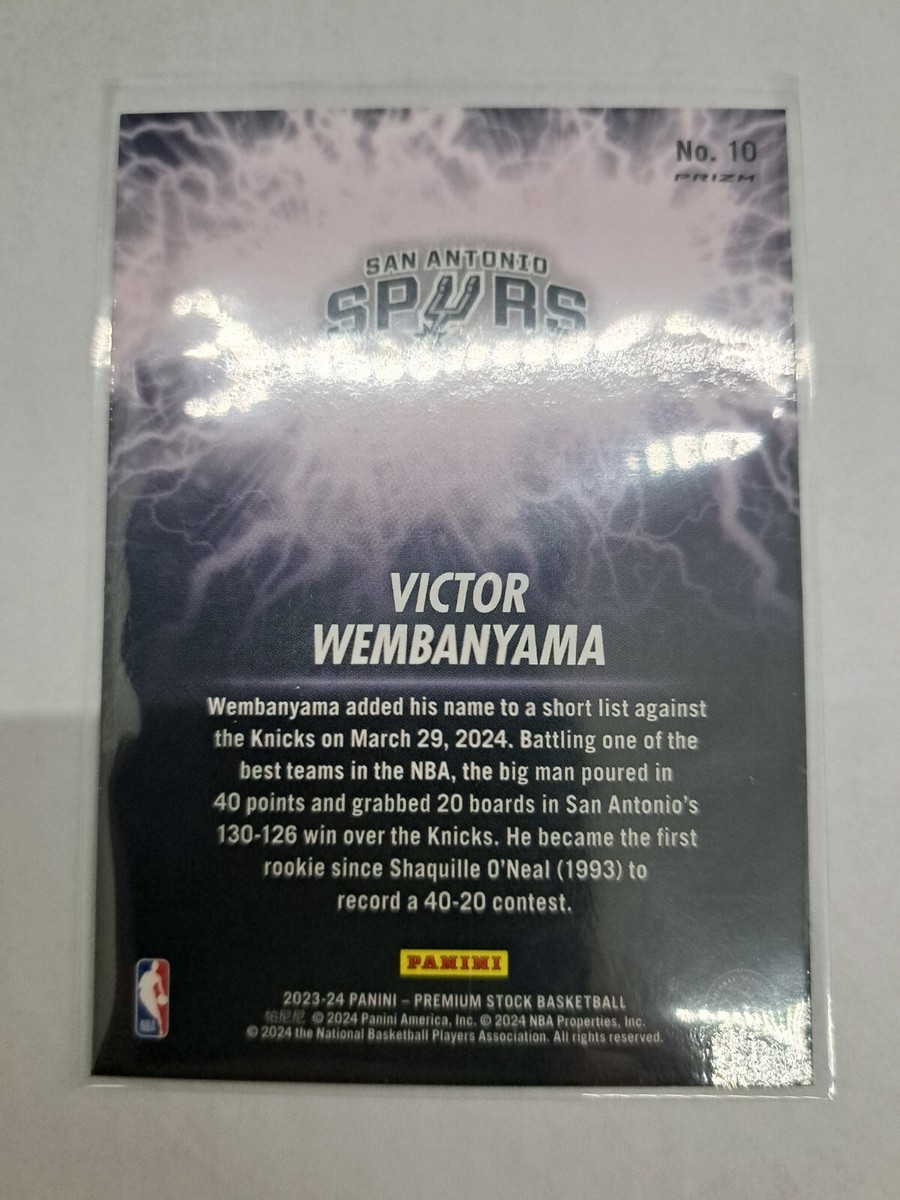 No. 10
PRIZM
SAN ANTONIO
SPURS
VICTOR
WEMBANYAMA
Wembanyama added his name to a short list against
the Knicks on March 29, 2024. Battling one of the
best teams in the NBA, the big man poured in
40 points and grabbed 20 boards in San Antonio's
130-126 win over the Knicks. He became the first
rookie since Shaquille O'Neal (1993) to
record a 40-20 contest.
PANINI
2023-24 PANINI – PREMIUM STOCK BASKETBALL
帕尼尼 © 2024 Panini America, Inc. © 2024 NBA Properties, Inc.
© 2024 the National Basketball Players Association. All rights reserved.
NBA